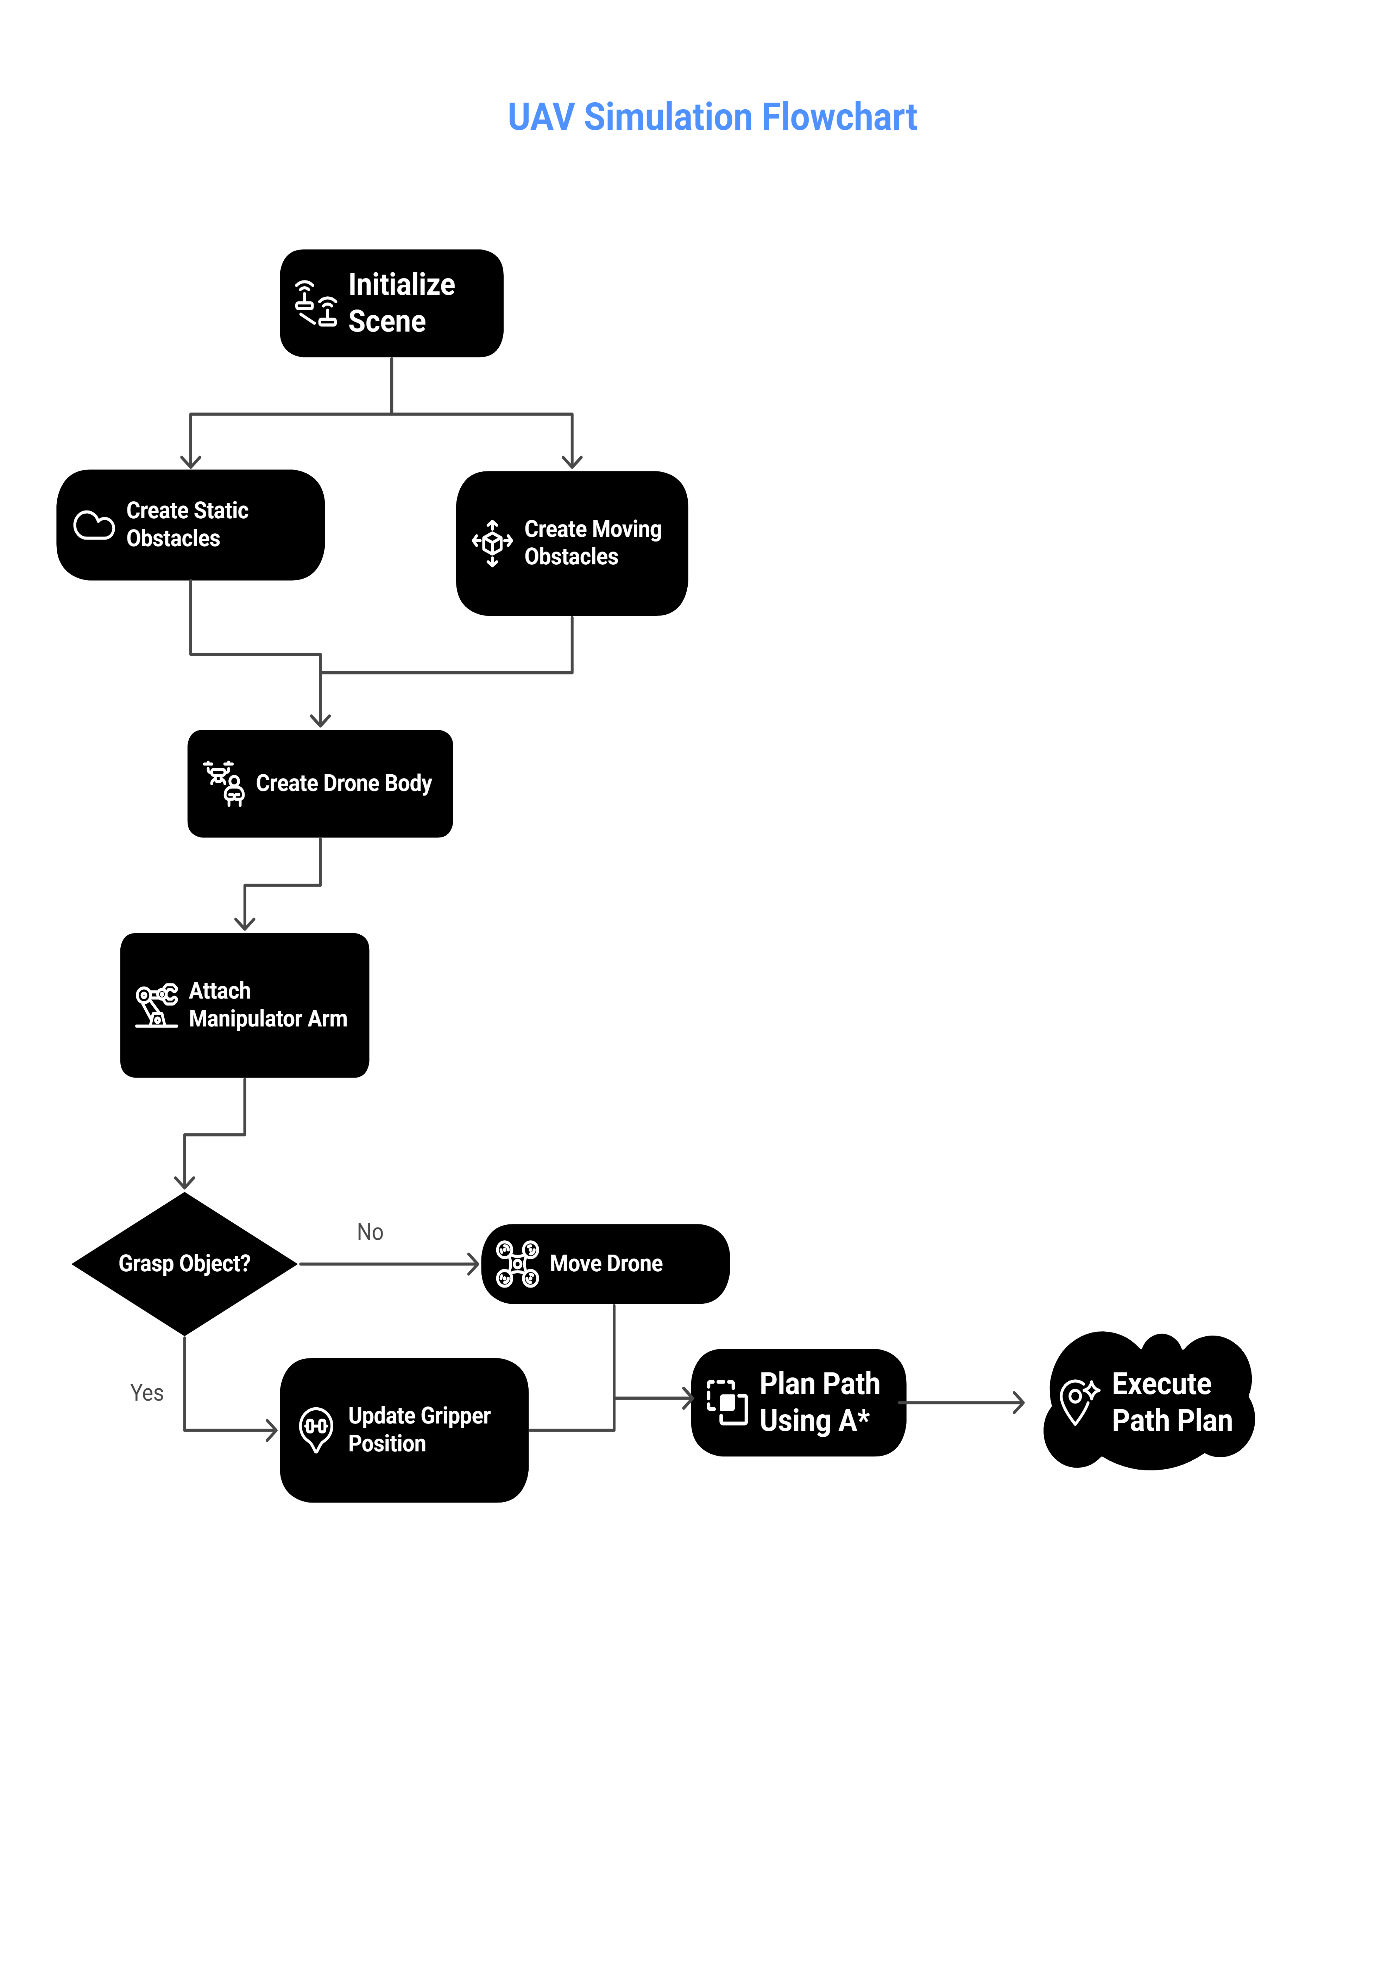 UAV Simulation Flowchart
Initialize
Scene
Create Static
Obstacles
Create Moving
Obstacles
Create Drone Body
Attach
Manipulator Arm
Grasp Object?
No
Move Drone
Yes
Update Gripper
Position
Plan Path
Using A*
Execute
Path Plan